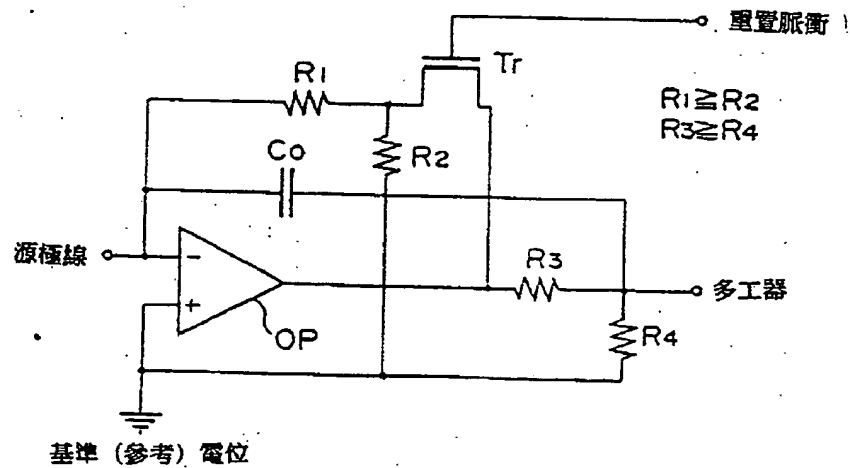 重置脈衝
Tr
R1
R1≧R2
R3≧R4
R2
Co
源極線
−
R3
多工器
+
OP
R4
基準（參考）電位